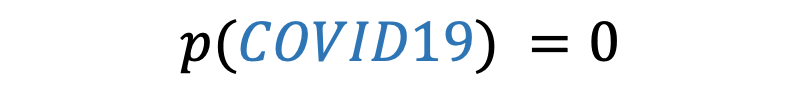 p(COVID19) = 0